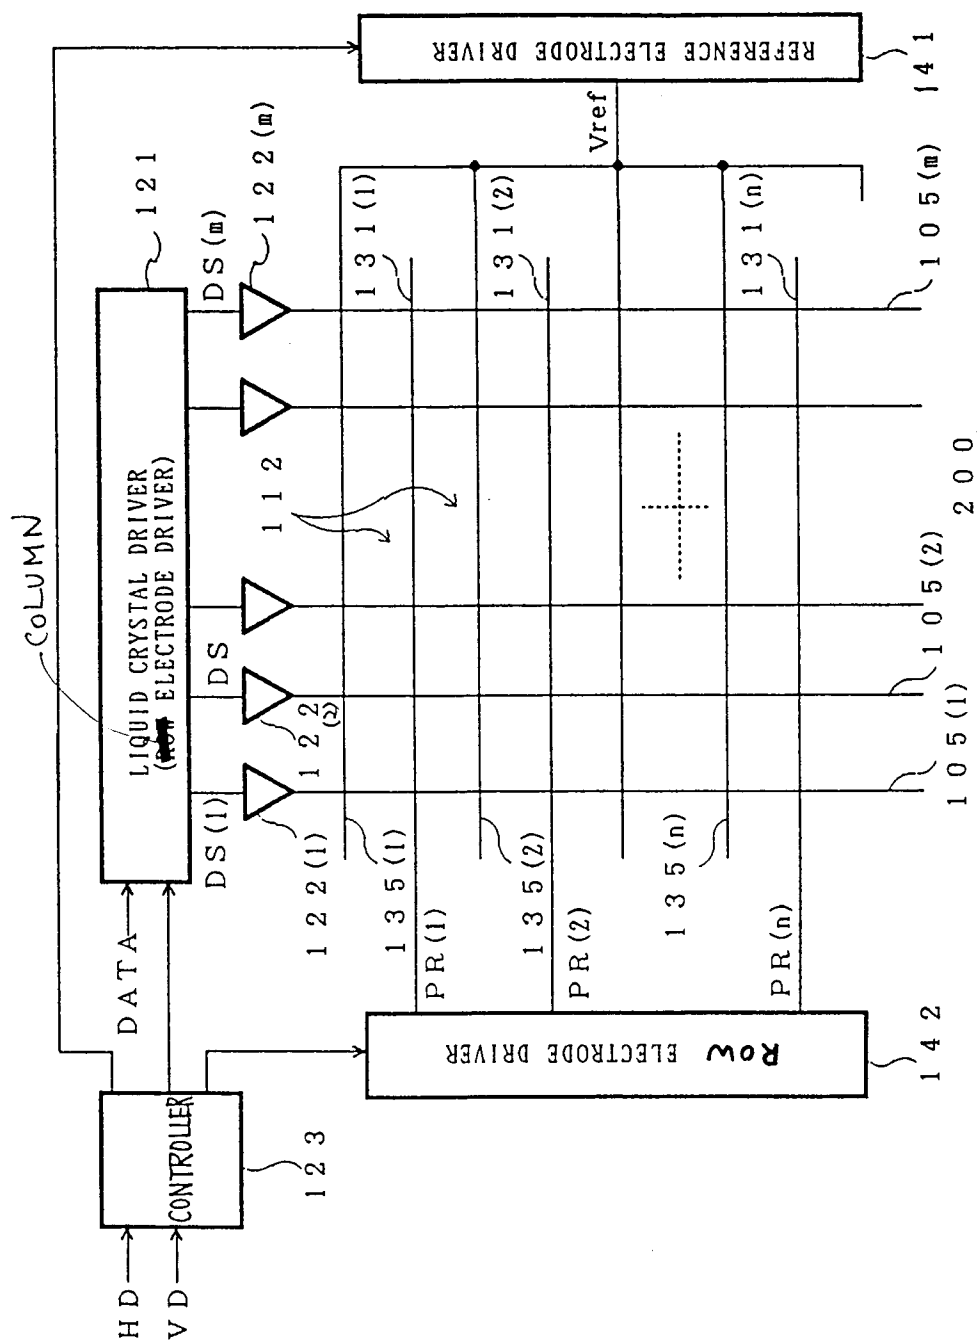 COLUMN
LIQUID CRYSTAL DRIVER
( ELECTRODE DRIVER)
121
DATA
HD
VD
CONTROLLER
123
DS(1)
DS
DS(m)
122(1)
122
(2)
122(m)
112
REFERENCE ELECTRODE DRIVER
141
Vref
131(1)
131(2)
131(n)
135(1)
135(2)
135(n)
PR(1)
PR(2)
PR(n)
ROW ELECTRODE DRIVER
142
105(1)
105(2)
105(m)
200